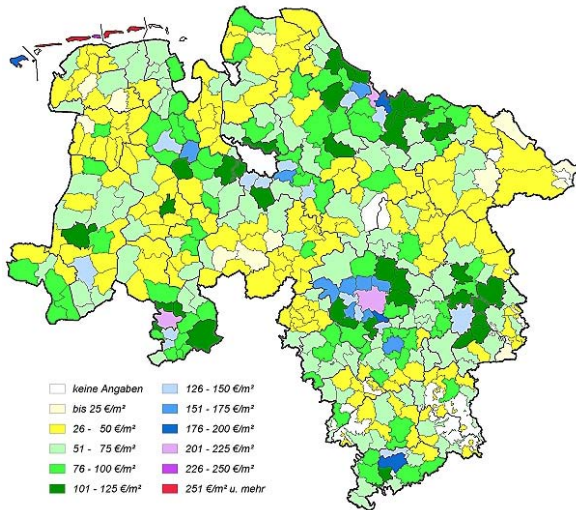 keine Angaben
bis 25 €/m²
26 - 50 €/m²
51 - 75 €/m²
76 - 100 €/m²
101 - 125 €/m²
126 - 150 €/m²
151 - 175 €/m²
176 - 200 €/m²
201 - 225 €/m²
226 - 250 €/m²
251 €/m² u. mehr